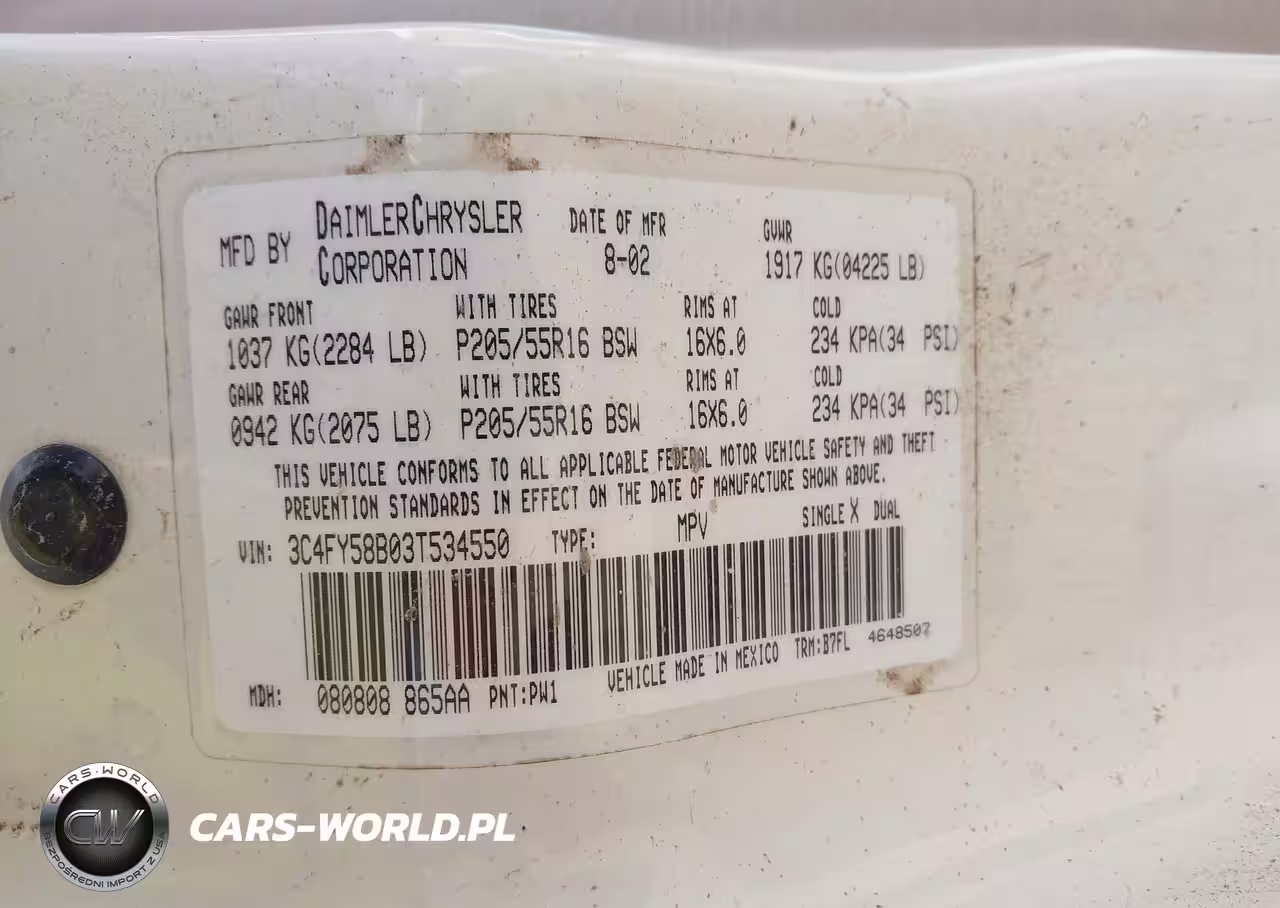 MFD BY DAIMLERCHRYSLER CORPORATION DATE OF MFR 8-02 GVWR 1917 KG(04225 LB)
GAWR FRONT WITH TIRES RIMS AT COLD
1037 KG(2284 LB) P205/55R16 BSW 16X6.0 234 KPA(34 PSI)
GAWR REAR WITH TIRES RIMS AT COLD
0942 KG(2075 LB) P205/55R16 BSW 16X6.0 234 KPA(34 PSI)
THIS VEHICLE CONFORMS TO ALL APPLICABLE FEDERAL MOTOR VEHICLE SAFETY AND THEFT
PREVENTION STANDARDS IN EFFECT ON THE DATE OF MANUFACTURE SHOWN ABOVE.
VIN: 3C4FY58B03T534550 TYPE: MPV SINGLE X DUAL
MDH: 080808 865AA PNT:PW1 VEHICLE MADE IN MEXICO TRM:B7FL 4648507
CARS-WORLD
CW
BEZPOŚREDNI IMPORT Z USA
CARS-WORLD.PL